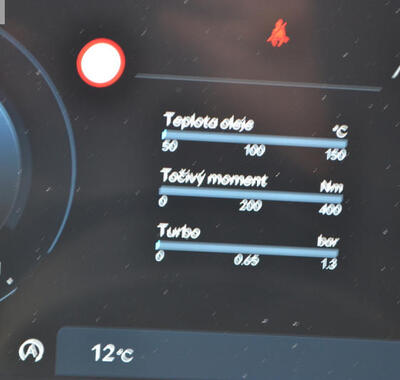 Teplota oleje °C
50 100 150
Točivý moment Nm
0 200 400
Turbo bar
0 0.65 1.3
A 12°C